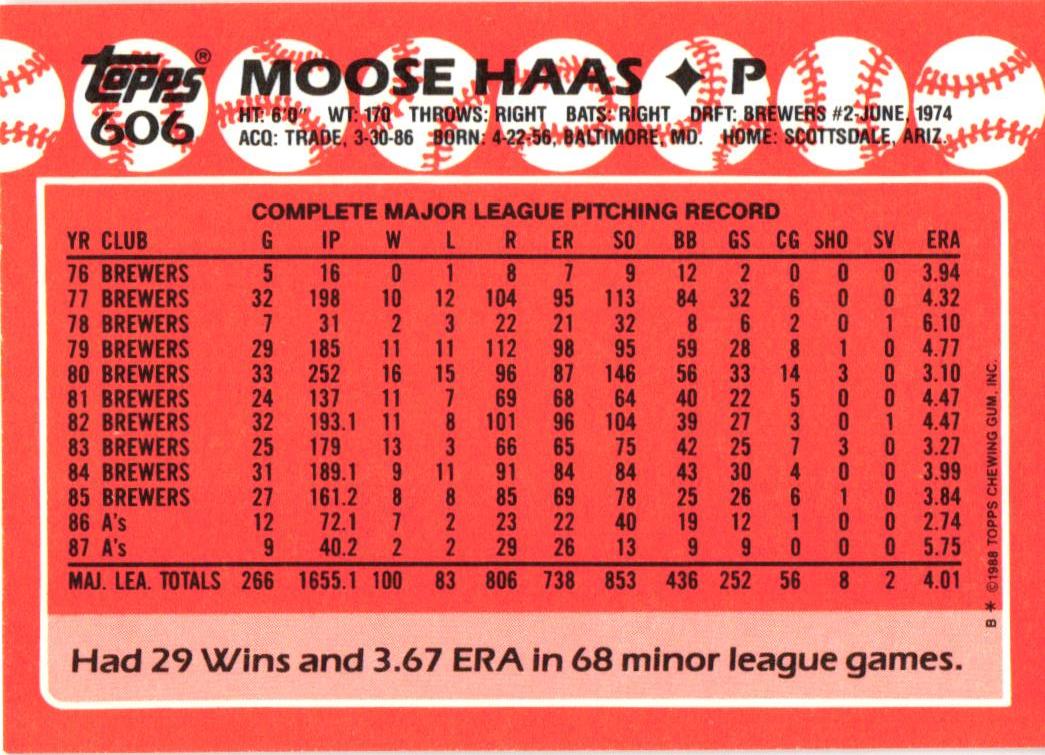 topps®
606
MOOSE HAAS ♦ P
HT: 6'0" WT: 170 THROWS: RIGHT BATS: RIGHT DRFT: BREWERS #2-JUNE, 1974
ACQ: TRADE, 3-30-86 BORN: 4-22-56, BALTIMORE, MD. HOME: SCOTTSDALE, ARIZ.
COMPLETE MAJOR LEAGUE PITCHING RECORD
YR CLUB G IP W L R ER SO BB GS CG SHO SV ERA
76 BREWERS 5 16 0 1 8 7 9 12 2 0 0 0 3.94
77 BREWERS 32 198 10 12 104 95 113 84 32 6 0 0 4.32
78 BREWERS 7 31 2 3 22 21 32 8 6 2 0 1 6.10
79 BREWERS 29 185 11 11 112 98 95 59 28 8 1 0 4.77
80 BREWERS 33 252 16 15 96 87 146 56 33 14 3 0 3.10
81 BREWERS 24 137 11 7 69 68 64 40 22 5 0 0 4.47
82 BREWERS 32 193.1 11 8 101 96 104 39 27 3 0 1 4.47
83 BREWERS 25 179 13 3 66 65 75 42 25 7 3 0 3.27
84 BREWERS 31 189.1 9 11 91 84 84 43 30 4 0 0 3.99
85 BREWERS 27 161.2 8 8 85 69 78 25 26 6 1 0 3.84
86 A's 12 72.1 7 2 23 22 40 19 12 1 0 0 2.74
87 A's 9 40.2 2 2 29 26 13 9 9 0 0 0 5.75
MAJ. LEA. TOTALS 266 1655.1 100 83 806 738 853 436 252 56 8 2 4.01
Had 29 Wins and 3.67 ERA in 68 minor league games.
B * ©1988 TOPPS CHEWING GUM, INC.